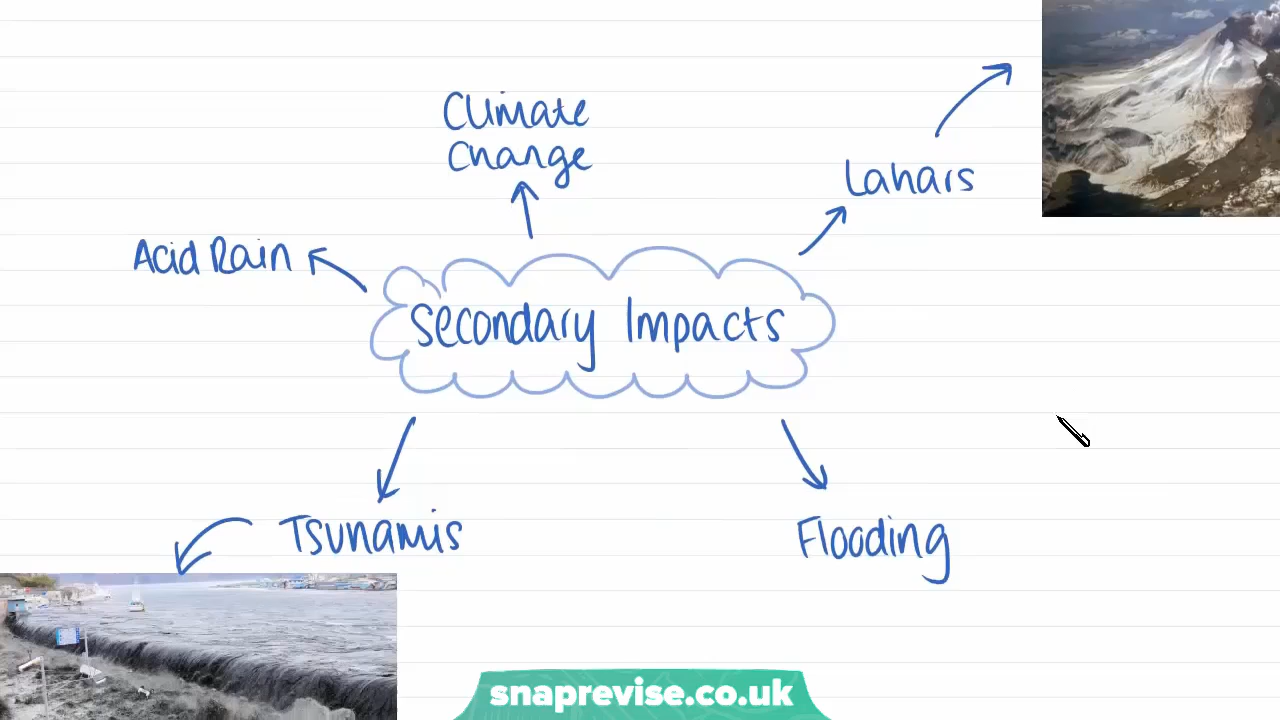 Climate
Change
Lahars
Acid Rain
Secondary Impacts
Tsunamis
Flooding
snaprevise.co.uk